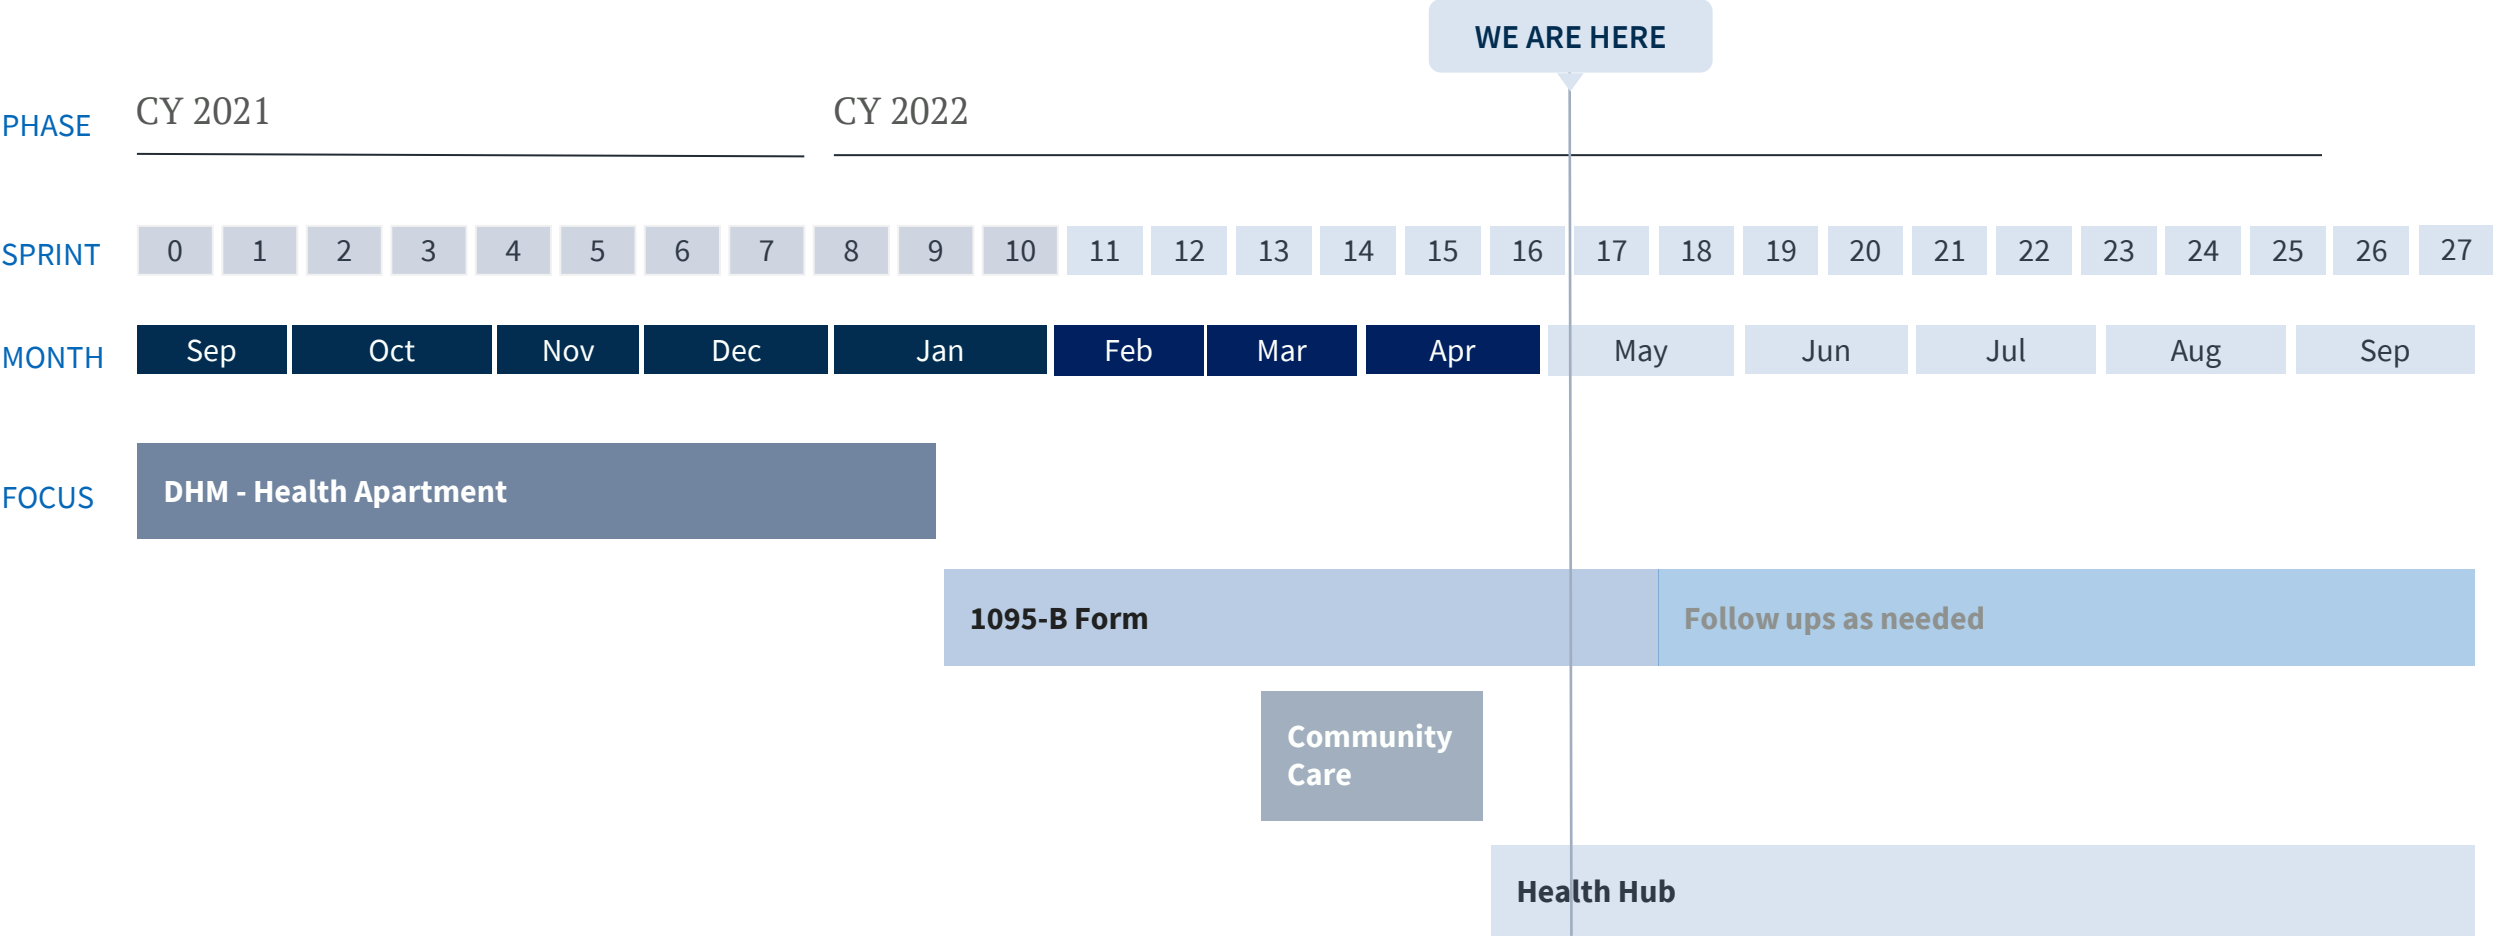 WE ARE HERE
PHASE CY 2021 CY 2022
SPRINT 0 1 2 3 4 5 6 7 8 9 10 11 12 13 14 15 16 17 18 19 20 21 22 23 24 25 26 27
MONTH Sep Oct Nov Dec Jan Feb Mar Apr May Jun Jul Aug Sep
FOCUS DHM - Health Apartment
1095-B Form Follow ups as needed
Community
Care
Health Hub